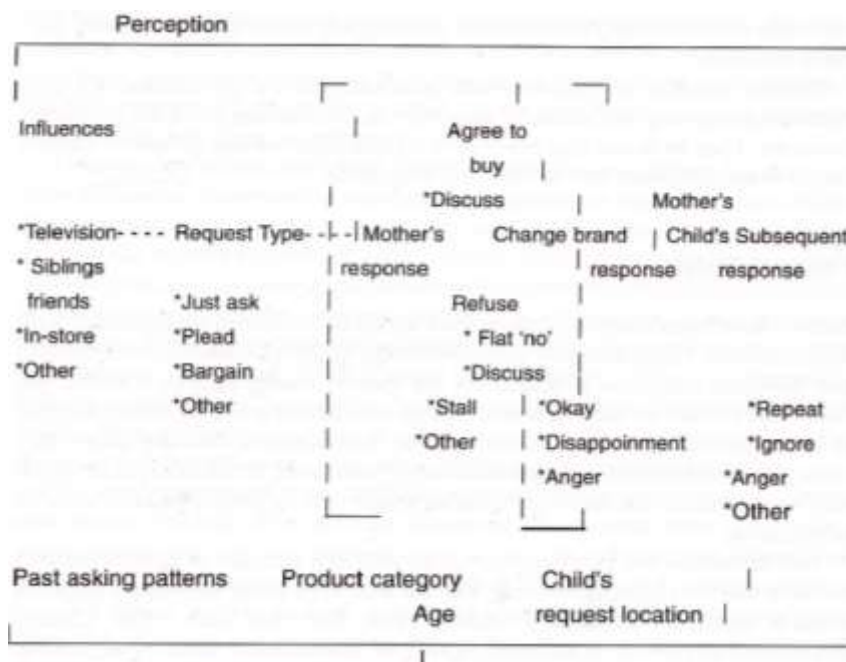 Perception
Influences
Agree to
buy
*Discuss Mother's
*Television- - - - Request Type- - - Mother's Change brand Child's Subsequent
* Siblings response response response
friends *Just ask Refuse
*In-store *Plead * Flat 'no'
*Other *Bargain *Discuss
*Other *Stall *Okay *Repeat
*Other *Disappoinment *Ignore
*Anger *Anger
*Other
Past asking patterns Product category Child's
Age request location